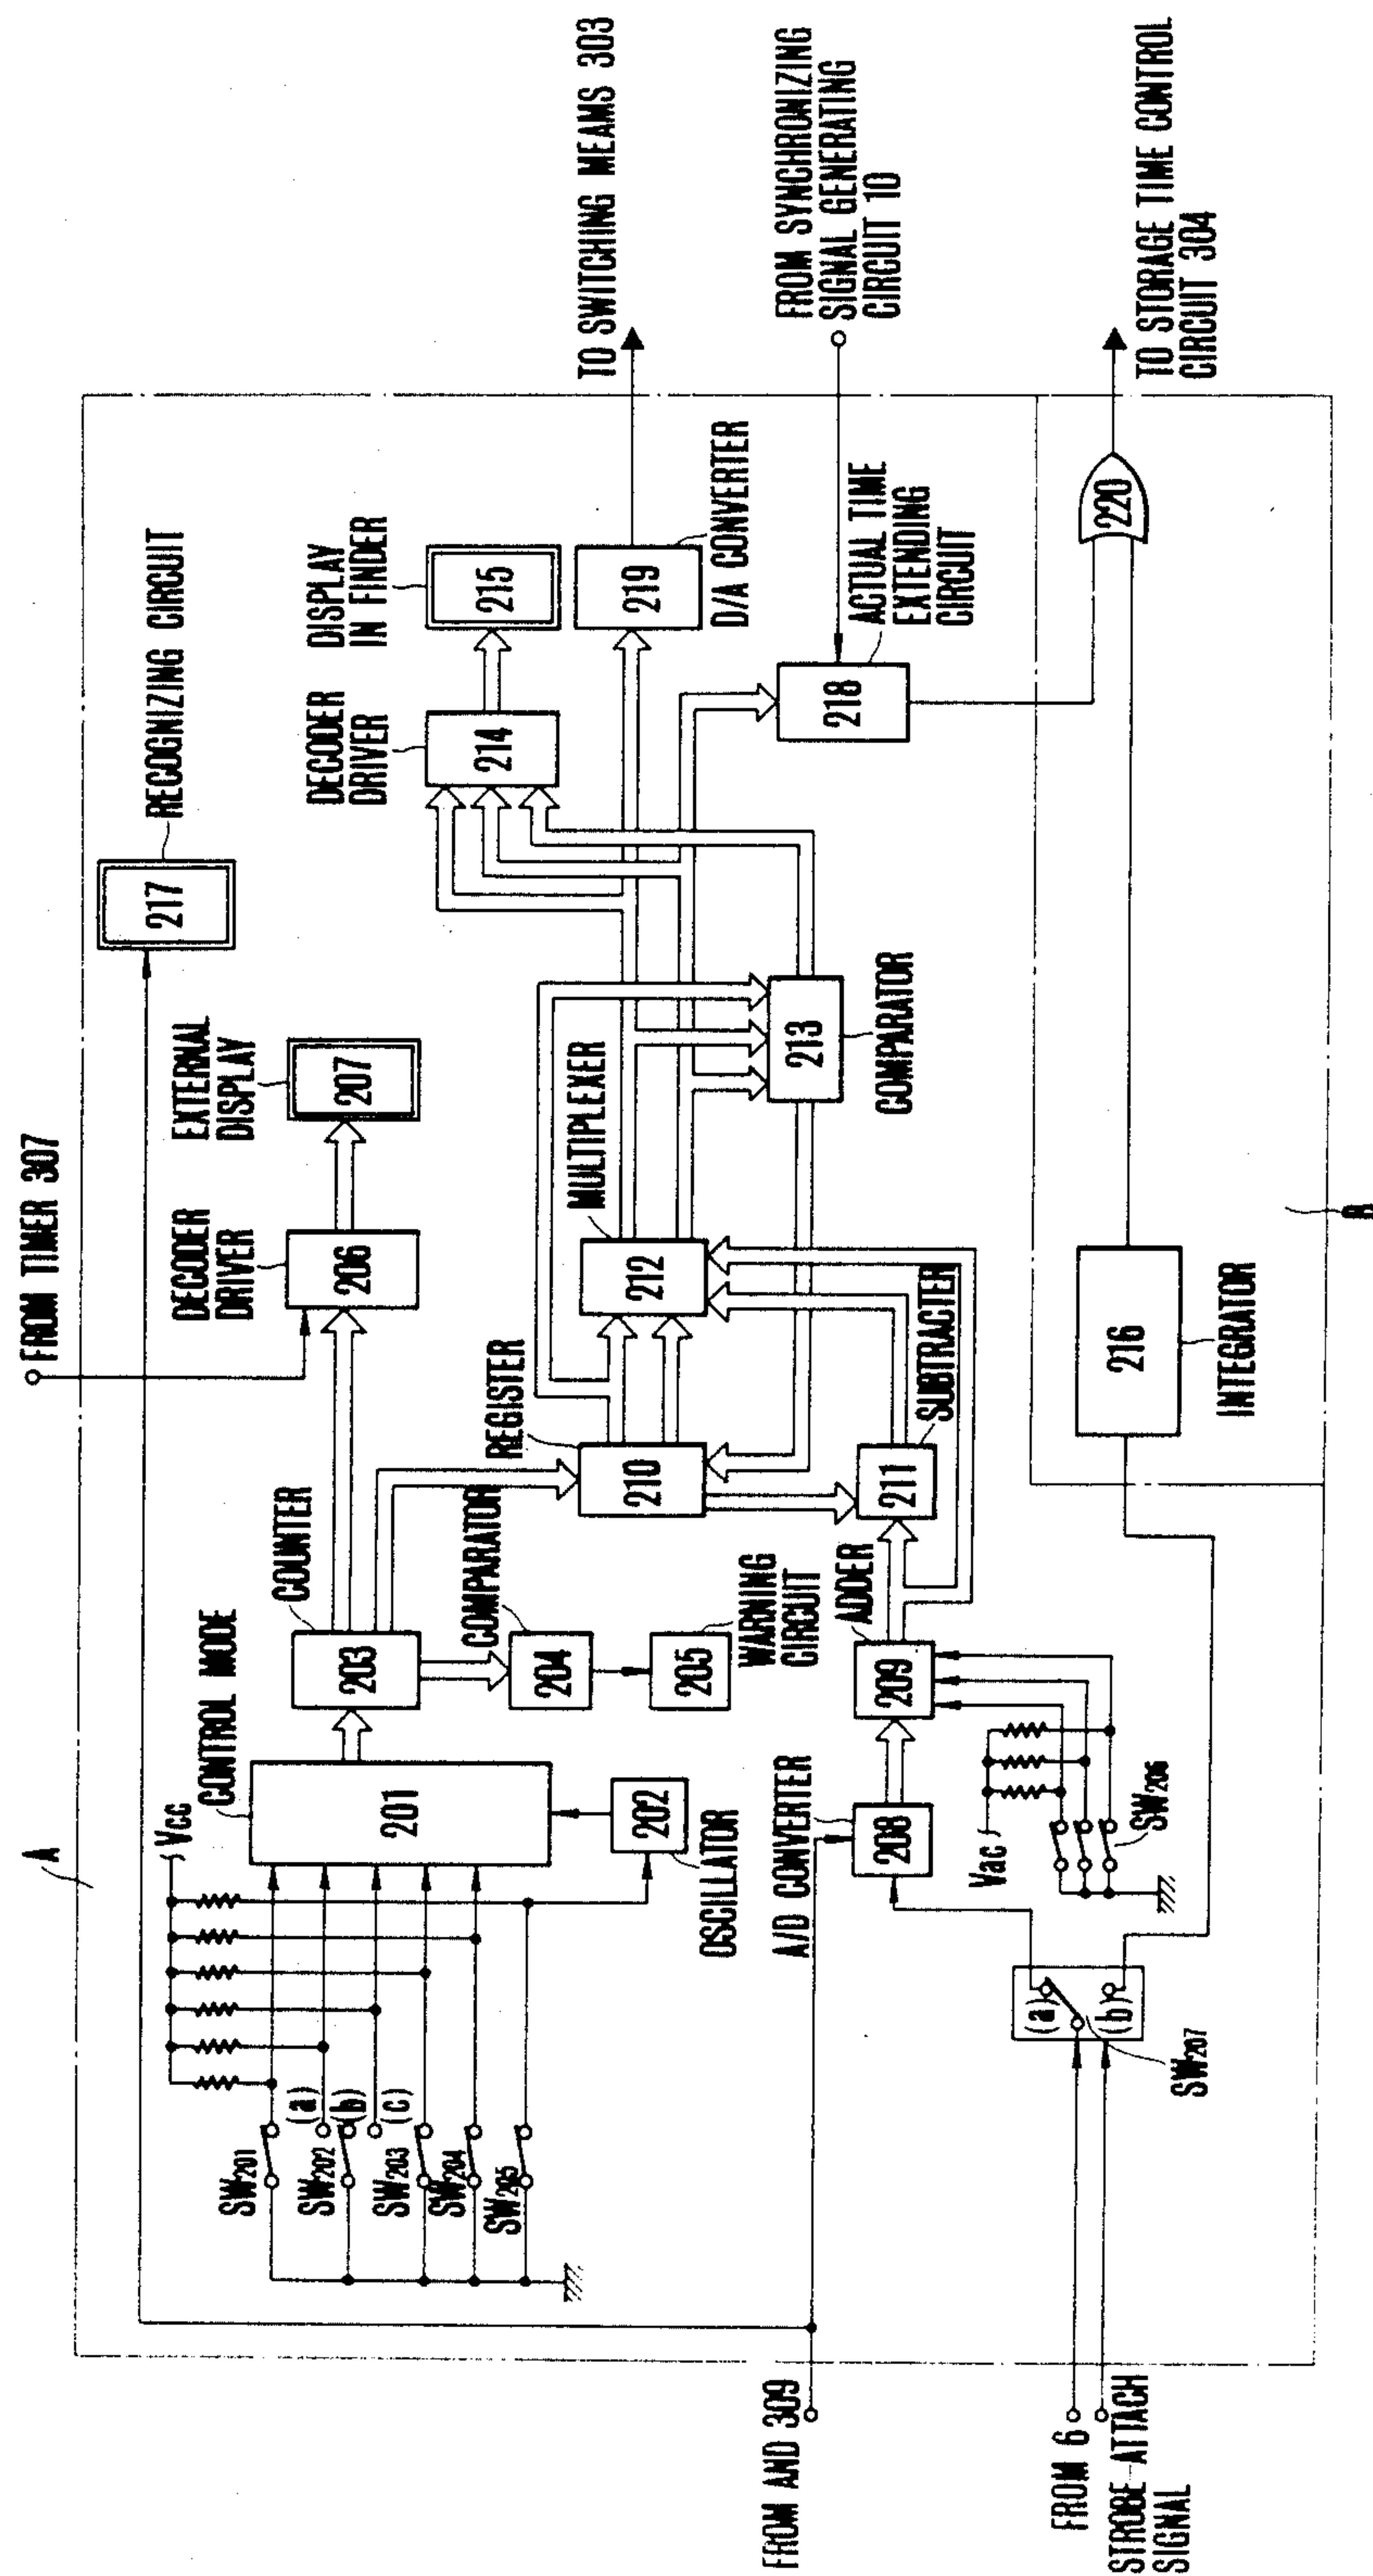 FROM TIMER 307
A
Vcc
CONTROL MODE
201
202
OSCILLATOR
COUNTER
203
COMPARATOR
204
205
WARNING
CIRCUIT
DECODER
DRIVER
206
EXTERNAL
DISPLAY
207
217
RECOGNIZING CIRCUIT
SW201
SW202
(a)
(b)
(c)
SW203
SW204
SW205
REGISTER
210
MULTIPLEXER
212
DECODER
DRIVER
214
DISPLAY
IN FINDER
215
219
D/A CONVERTER
TO SWITCHING MEAMS 303
FROM AND 309
A/D CONVERTER
208
ADDER
209
211
SUBTRACTER
213
COMPARATOR
218
ACTUAL TIME
EXTENDING
CIRCUIT
FROM SYNCHRONIZING
SIGNAL GENERATING
CIRCUIT 10
Vac
SW206
FROM 6
STROBE ATTACH
SIGNAL
(a)
(b)
SW207
216
INTEGRATOR
220
TO STORAGE TIME CONTROL
CIRCUIT 304